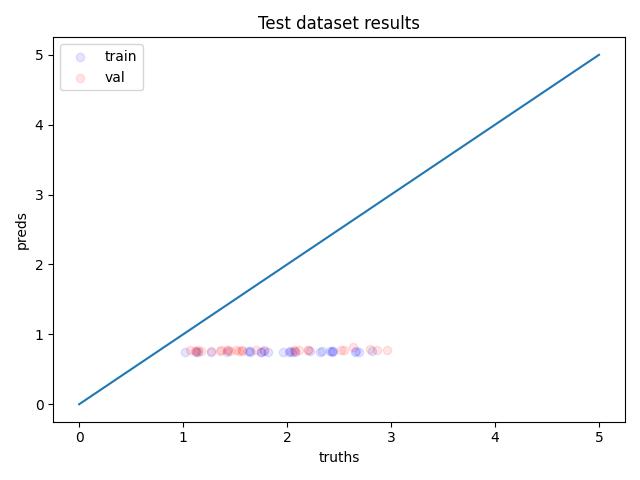 Test dataset results
train
val
5
4
3
2
1
0
preds
0 1 2 3 4 5
truths